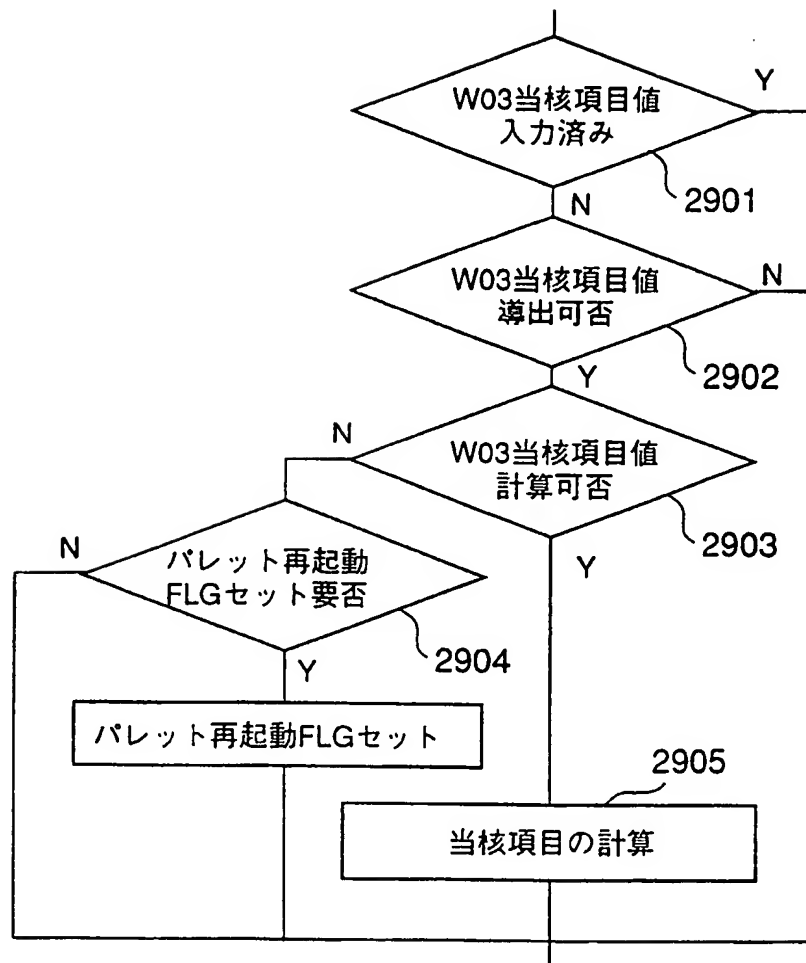 W03当核項目値
入力済み
Y
2901
N
W03当核項目値
導出可否
N
2902
Y
W03当核項目値
計算可否
N
2903
Y
パレット再起動
FLGセット要否
N
2904
Y
パレット再起動FLGセット
2905
当核項目の計算